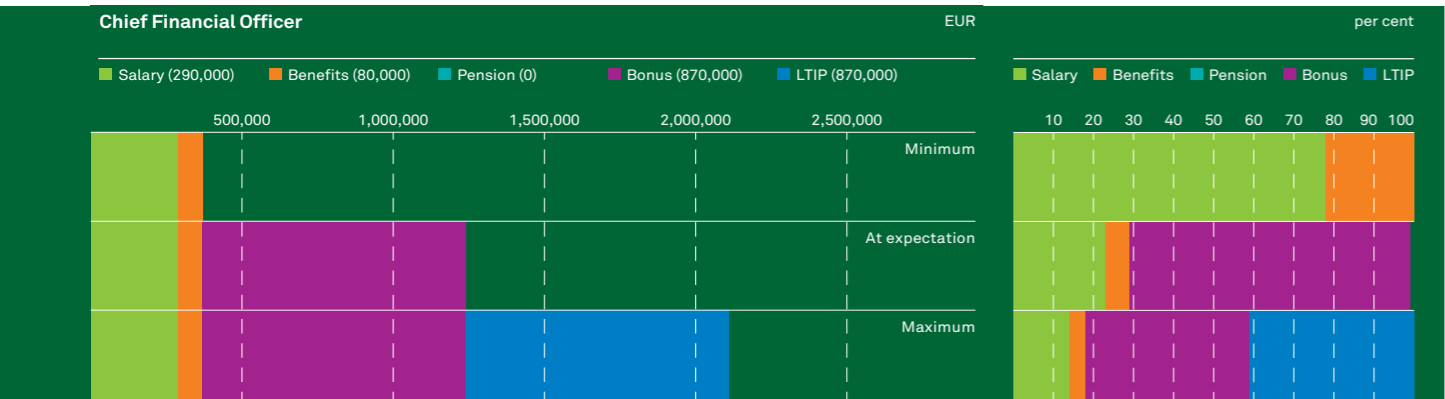 Chief Financial Officer EUR
Salary (290,000) Benefits (80,000) Pension (0) Bonus (870,000) LTIP (870,000)
500,000 1,000,000 1,500,000 2,000,000 2,500,000
Minimum
At expectation
Maximum
per cent
Salary Benefits Pension Bonus LTIP
10 20 30 40 50 60 70 80 90 100